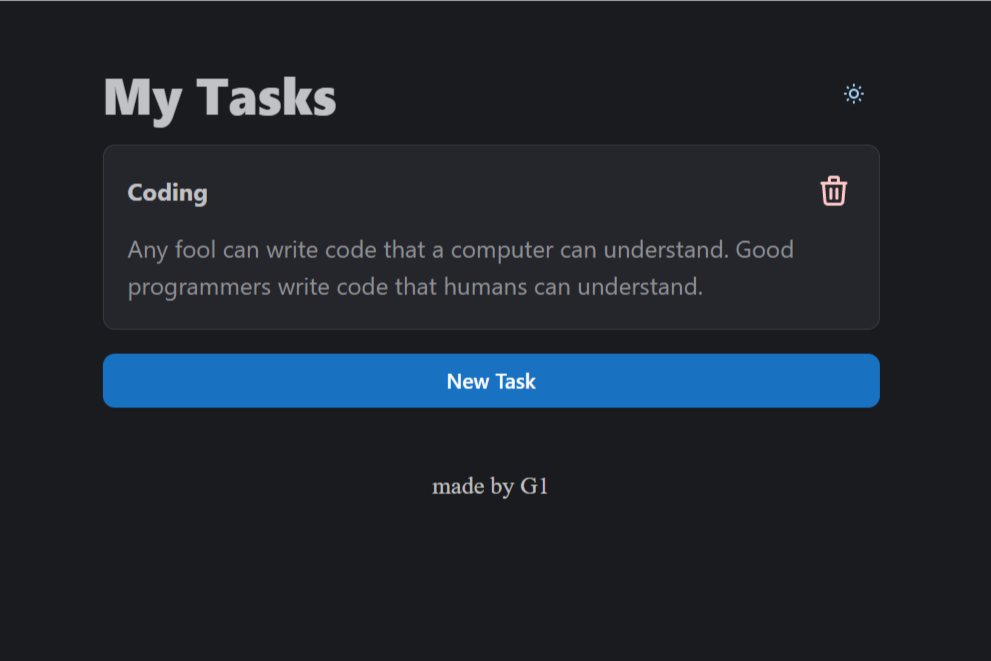 My Tasks
Coding
Any fool can write code that a computer can understand. Good
programmers write code that humans can understand.
New Task
made by G1